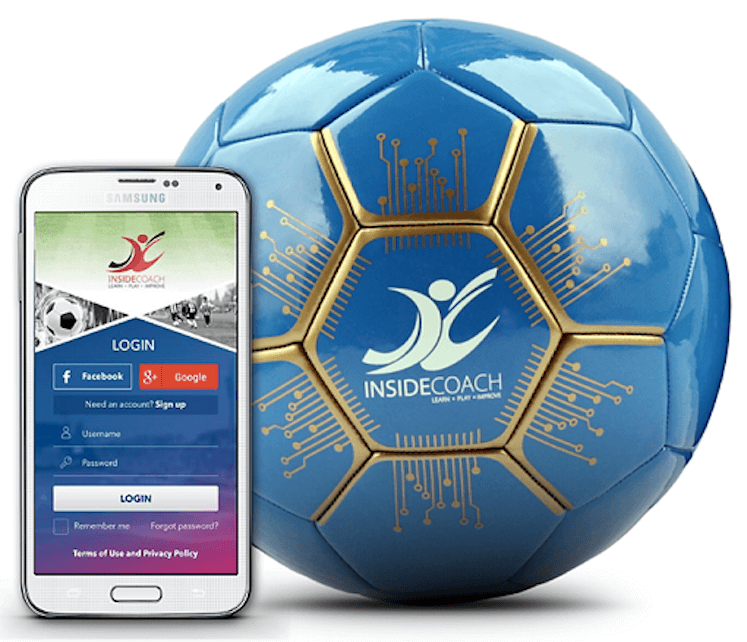 SAMSUNG
INSIDECOACH
LEARN • PLAY • IMPROVE
LOGIN
f Facebook
g+ Google
Need an account? Sign up
Username
Password
LOGIN
Remember me Forgot password?
Terms of Use and Privacy Policy
INSIDECOACH
LEARN • PLAY • IMPROVE